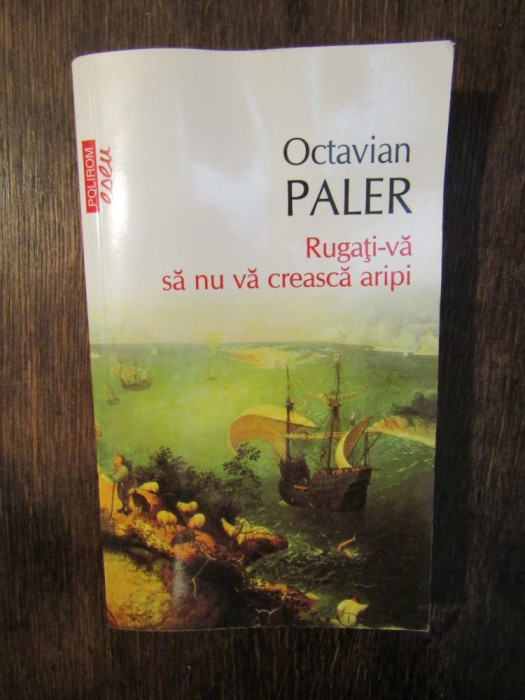 POLIROM
eseu
Octavian
PALER
Rugaţi-vă
să nu vă crească aripi